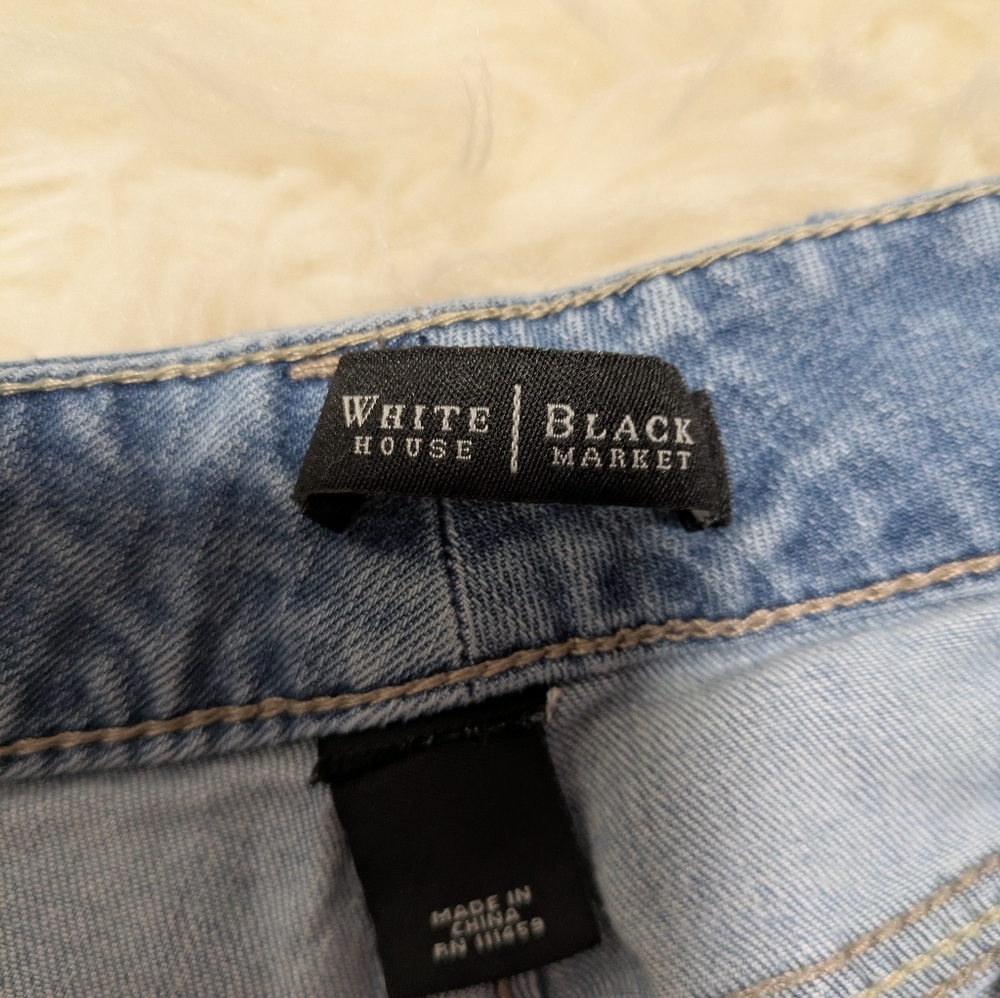 WHITE | BLACK
HOUSE MARKET
MADE IN
CHINA
RN 111459